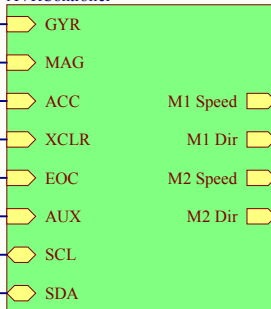 GYR
MAG
ACC
M1 Speed
XCLR
M1 Dir
EOC
M2 Speed
AUX
M2 Dir
SCL
SDA